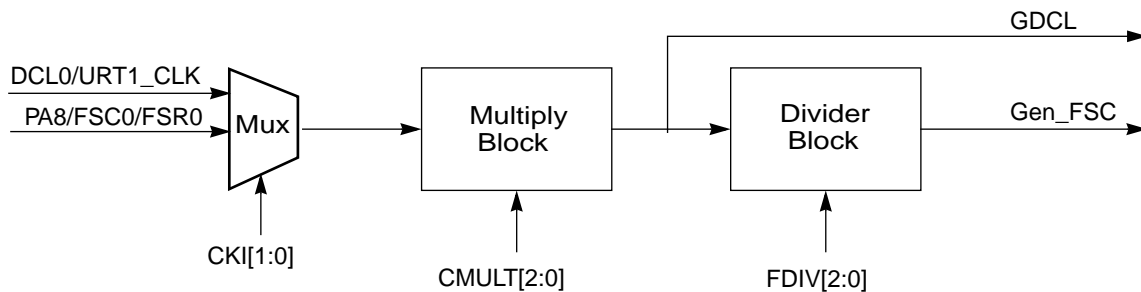 GDCL
DCL0/URT1_CLK
PA8/FSC0/FSR0
Mux
Multiply
Block
Divider
Block
Gen_FSC
CKI[1:0]
CMULT[2:0]
FDIV[2:0]